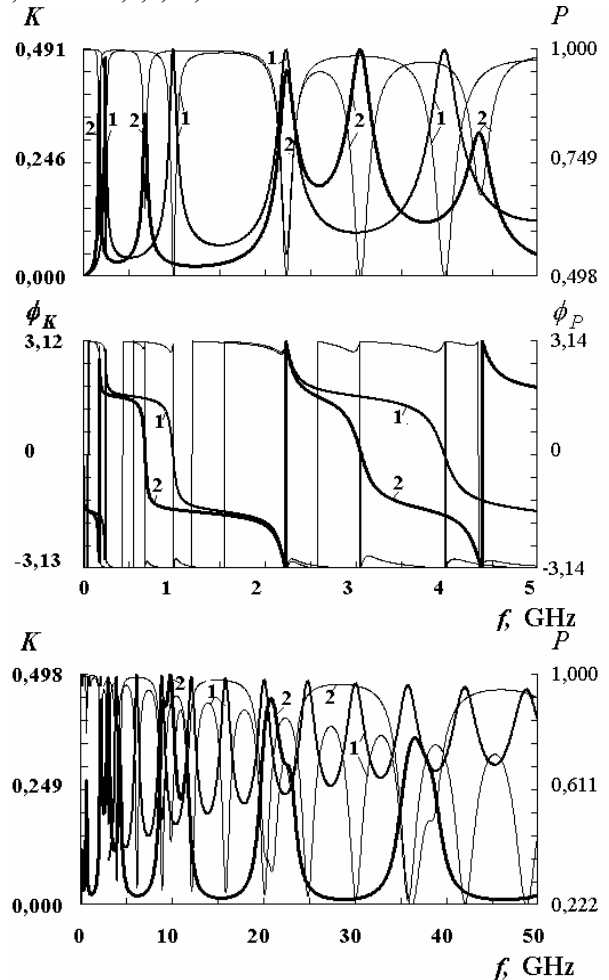 K P
0,491 1,000
1
2 1 2 1 2 1 2
2
0,246 0,749
0,000 0,498
ϕK ϕP
3,12 3,14
1 1
0 0
2 2
-3,13 -3,14
0 1 2 3 4 5
f, GHz
K P
0,498 1,000
2 1 2 2
1
0,249 0,611
0,000 0,222
0 10 20 30 40 50
f, GHz